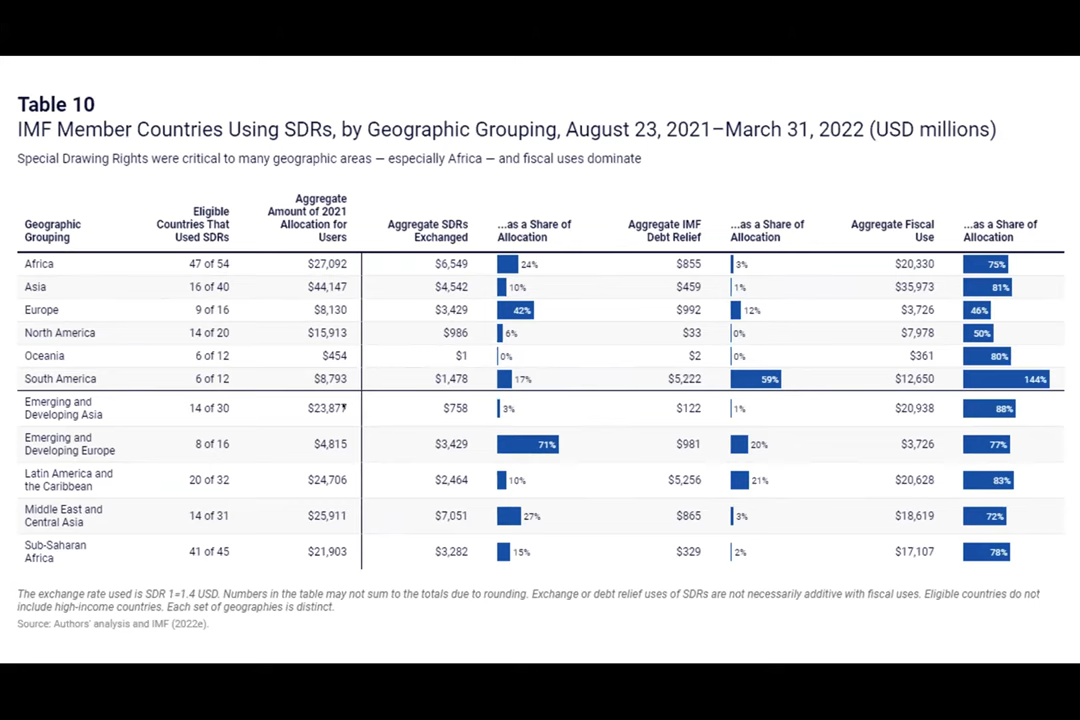 Table 10
IMF Member Countries Using SDRs, by Geographic Grouping, August 23, 2021–March 31, 2022 (USD millions)
Special Drawing Rights were critical to many geographic areas — especially Africa — and fiscal uses dominate
Geographic Grouping Eligible Countries That Used SDRs Aggregate Amount of 2021 Allocation for Users Aggregate SDRs Exchanged ...as a Share of Allocation Aggregate IMF Debt Relief ...as a Share of Allocation Aggregate Fiscal Use ...as a Share of Allocation
Africa 47 of 54 $27,092 $6,549 24% $855 3% $20,330 75%
Asia 16 of 40 $44,147 $4,542 10% $459 1% $35,973 81%
Europe 9 of 16 $8,130 $3,429 42% $992 12% $3,726 46%
North America 14 of 20 $15,913 $986 6% $33 0% $7,978 50%
Oceania 6 of 12 $454 $1 0% $2 0% $361 80%
South America 6 of 12 $8,793 $1,478 17% $5,222 59% $12,650 144%
Emerging and Developing Asia 14 of 30 $23,877 $758 3% $122 1% $20,938 88%
Emerging and Developing Europe 8 of 16 $4,815 $3,429 71% $981 20% $3,726 77%
Latin America and the Caribbean 20 of 32 $24,706 $2,464 10% $5,256 21% $20,628 83%
Middle East and Central Asia 14 of 31 $25,911 $7,051 27% $865 3% $18,619 72%
Sub-Saharan Africa 41 of 45 $21,903 $3,282 15% $329 2% $17,107 78%
The exchange rate used is SDR 1=1.4 USD. Numbers in the table may not sum to the totals due to rounding. Exchange or debt relief uses of SDRs are not necessarily additive with fiscal uses. Eligible countries do not
include high-income countries. Each set of geographies is distinct.
Source: Authors' analysis and IMF (2022e).